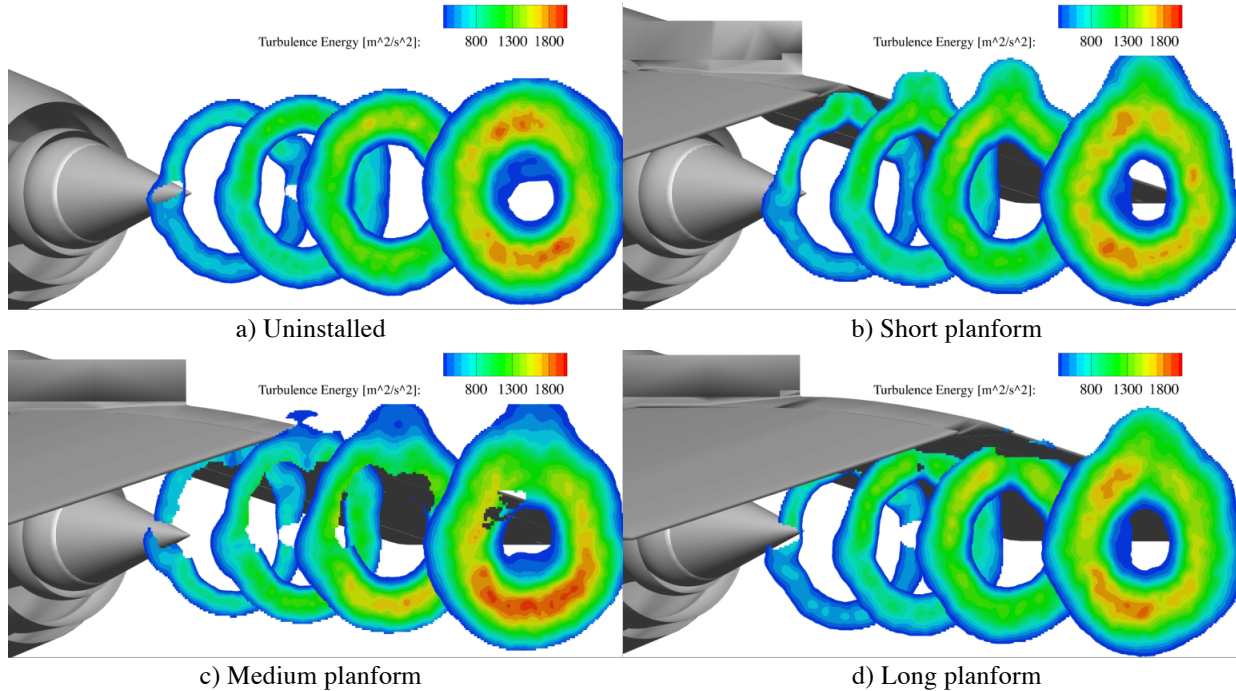 Turbulence Energy [m^2/s^2]: 800 1300 1800
Turbulence Energy [m^2/s^2]: 800 1300 1800
a) Uninstalled
b) Short planform
Turbulence Energy [m^2/s^2]: 800 1300 1800
Turbulence Energy [m^2/s^2]: 800 1300 1800
c) Medium planform
d) Long planform